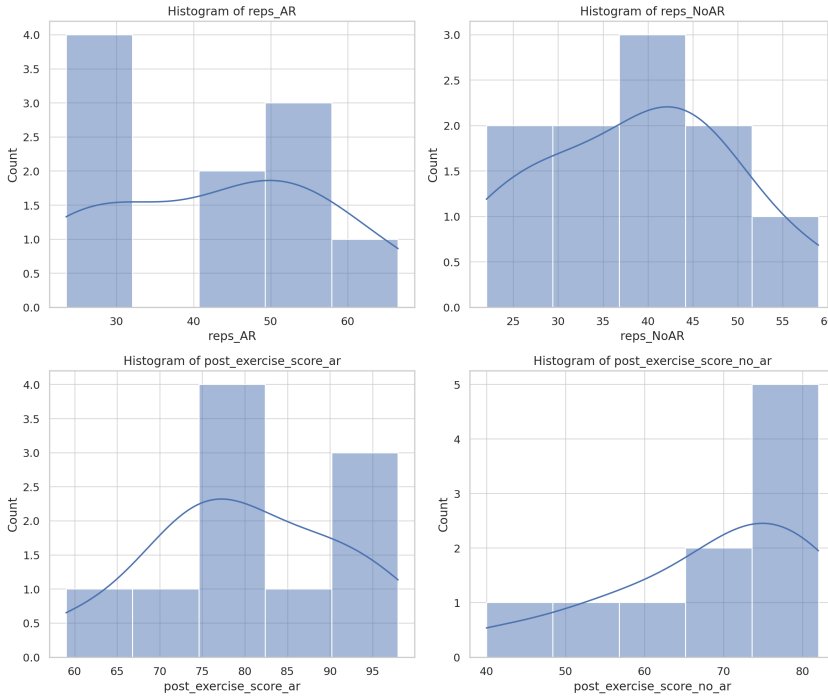 Histogram of reps_AR
4.0
3.5
3.0
2.5
2.0
1.5
1.0
0.5
0.0
Count
30 40 50 60
reps_AR
Histogram of reps_NoAR
3.0
2.5
2.0
1.5
1.0
0.5
0.0
Count
25 30 35 40 45 50 55
reps_NoAR
Histogram of post_exercise_score_ar
4.0
3.5
3.0
2.5
2.0
1.5
1.0
0.5
0.0
Count
60 65 70 75 80 85 90 95
post_exercise_score_ar
Histogram of post_exercise_score_no_ar
5
4
3
2
1
0
Count
40 50 60 70 80
post_exercise_score_no_ar